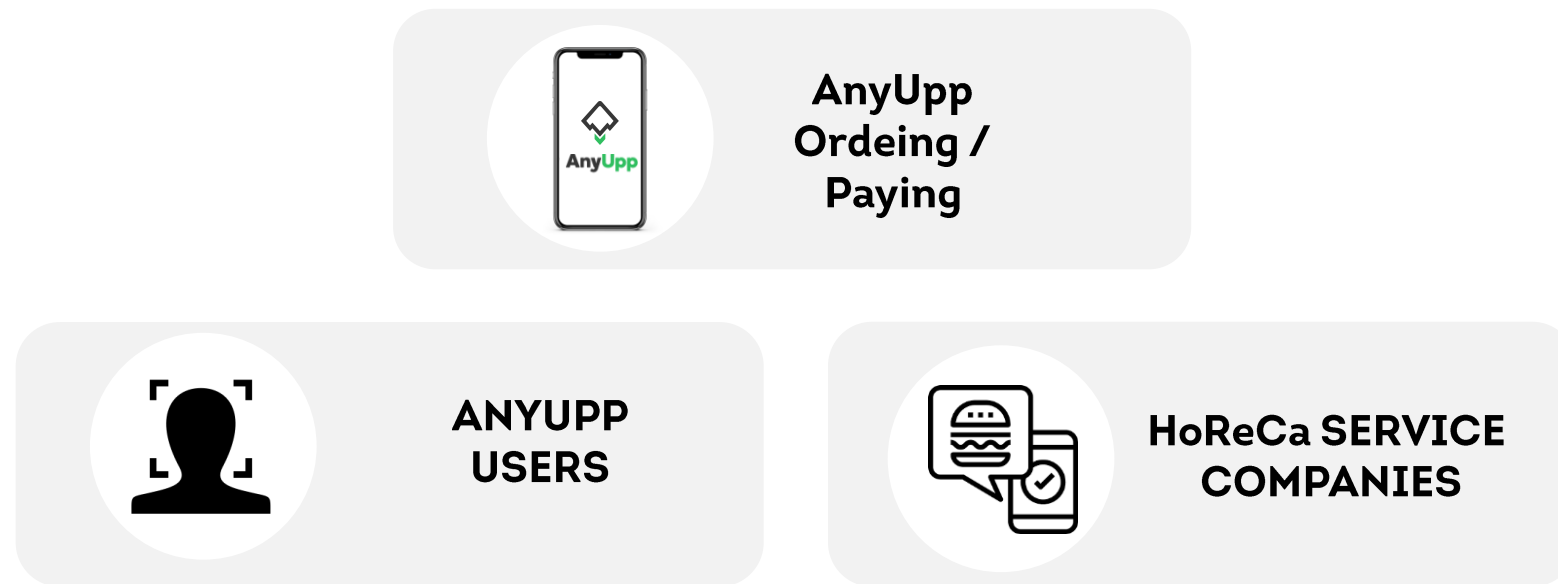 AnyUpp
AnyUpp
Ordeing /
Paying
ANYUPP
USERS
HoReCa SERVICE
COMPANIES